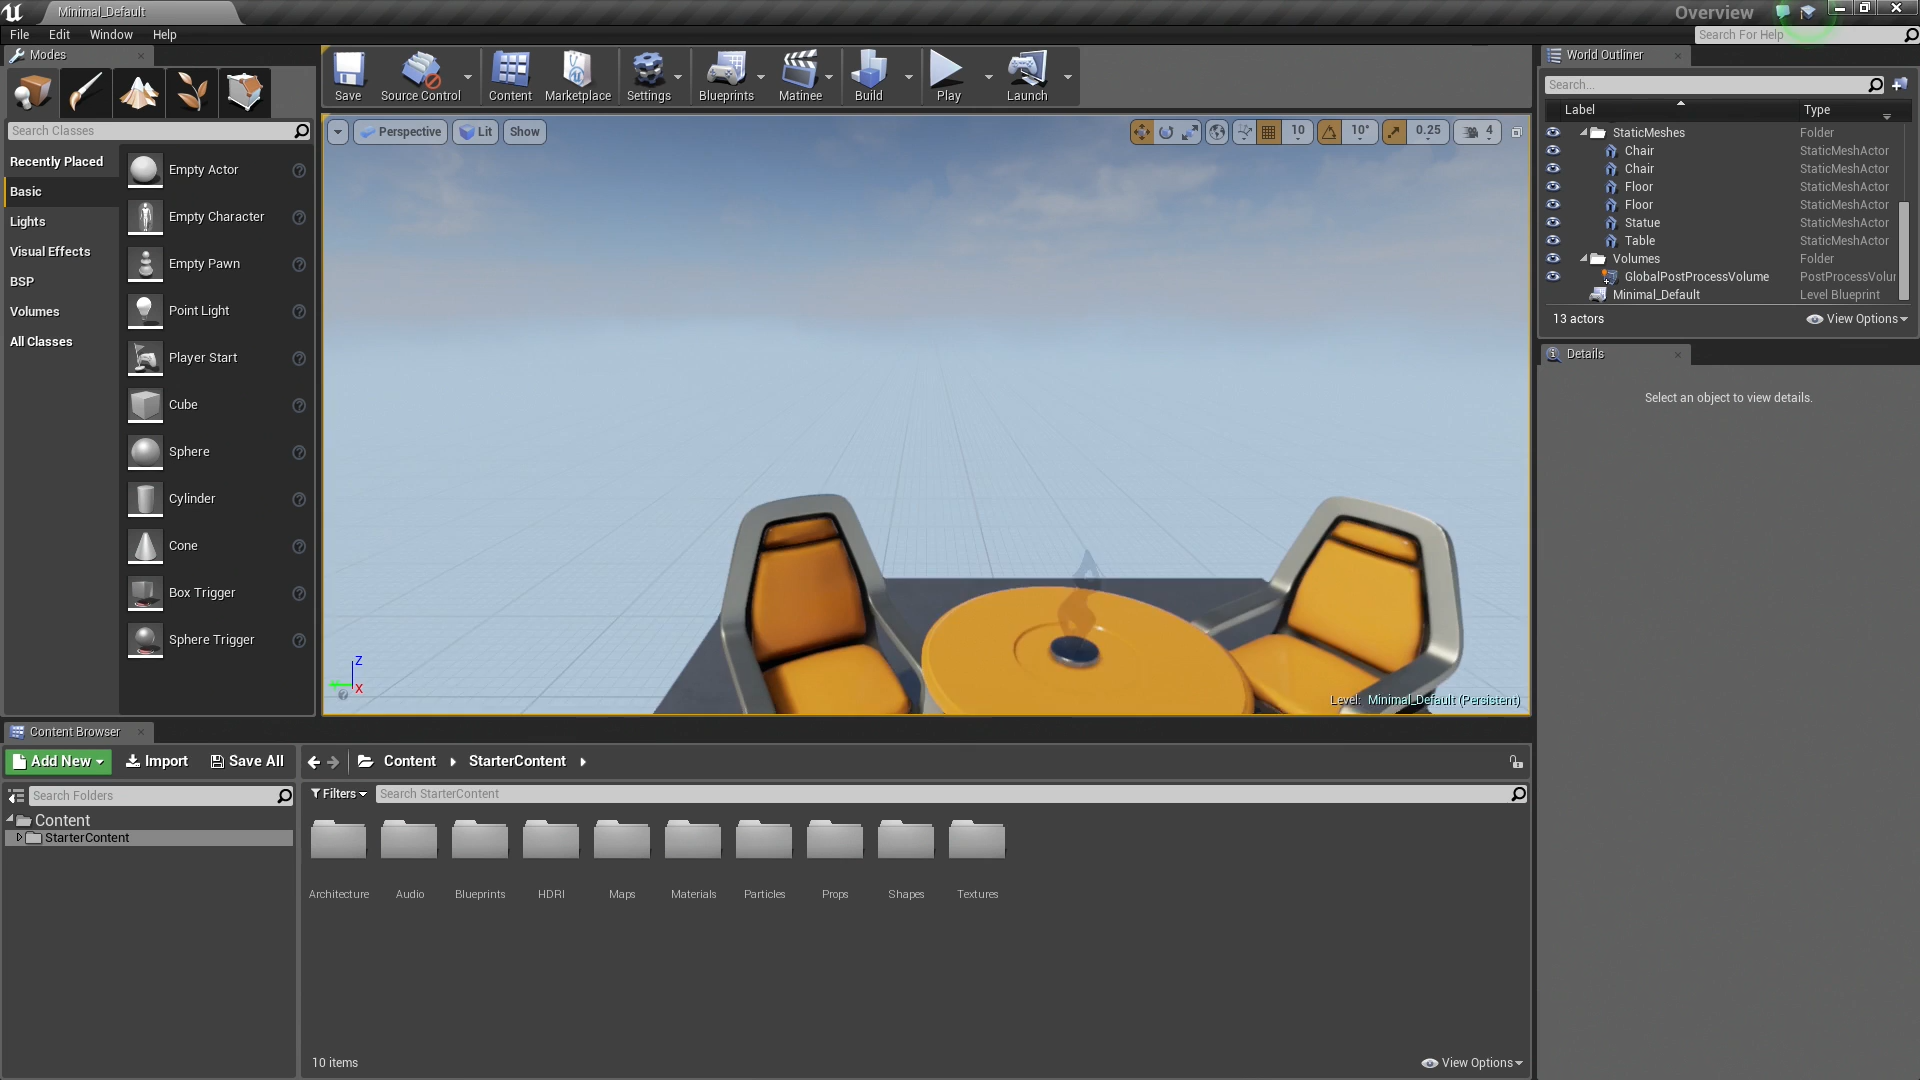 Minimal_Default
Overview
File Edit Window Help
Search For Help
Modes
Save
Source Control
Content
Marketplace
Settings
Blueprints
Matinee
Build
Play
Launch
Search Classes
Recently Placed
Basic
Lights
Visual Effects
BSP
Volumes
All Classes
Empty Actor
Empty Character
Empty Pawn
Point Light
Player Start
Cube
Sphere
Cylinder
Cone
Box Trigger
Sphere Trigger
Perspective
Lit
Show
10
10°
0.25
4
Z
X
Level: Minimal_Default (Persistent)
World Outliner
Search...
Label Type
StaticMeshes Folder
Chair StaticMeshActor
Chair StaticMeshActor
Floor StaticMeshActor
Floor StaticMeshActor
Statue StaticMeshActor
Table StaticMeshActor
Volumes Folder
GlobalPostProcessVolume PostProcessVolu
Minimal_Default Level Blueprint
13 actors
View Options
Details
Select an object to view details.
Content Browser
Add New
Import
Save All
Content
StarterContent
Search Folders
Content
StarterContent
Filters
Search StarterContent
Architecture
Audio
Blueprints
HDRI
Maps
Materials
Particles
Props
Shapes
Textures
10 items
View Options